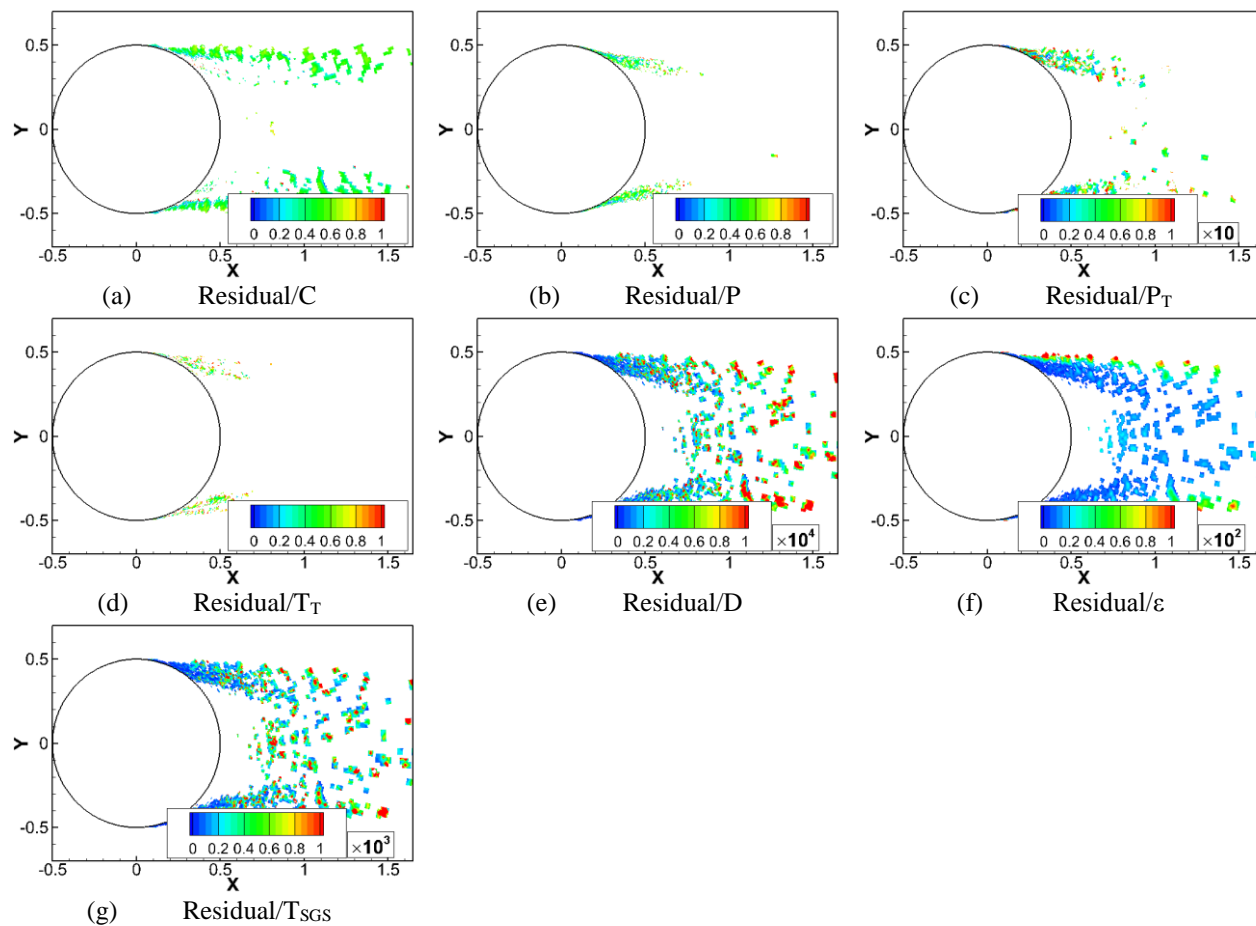 0.5 0.5 0.5
Y 0 Y 0 Y 0
-0.5 -0.5 -0.5
0 0.2 0.4 0.6 0.8 1 0 0.2 0.4 0.6 0.8 1 0 0.2 0.4 0.6 0.8 1 ×10
-0.5 0 0.5 1 1.5 -0.5 0 0.5 1 1.5 -0.5 0 0.5 1 1.5
X X X
(a) Residual/C (b) Residual/P (c) Residual/P_T
0.5 0.5 0.5
Y 0 Y 0 Y 0
-0.5 -0.5 -0.5
0 0.2 0.4 0.6 0.8 1 0 0.2 0.4 0.6 0.8 1 ×10⁴ 0 0.2 0.4 0.6 0.8 1 ×10²
-0.5 0 0.5 1 1.5 -0.5 0 0.5 1 1.5 -0.5 0 0.5 1 1.5
X X X
(d) Residual/T_T (e) Residual/D (f) Residual/ε
0.5
Y 0
-0.5
0 0.2 0.4 0.6 0.8 1 ×10³
-0.5 0 0.5 1 1.5
X
(g) Residual/T_SGS